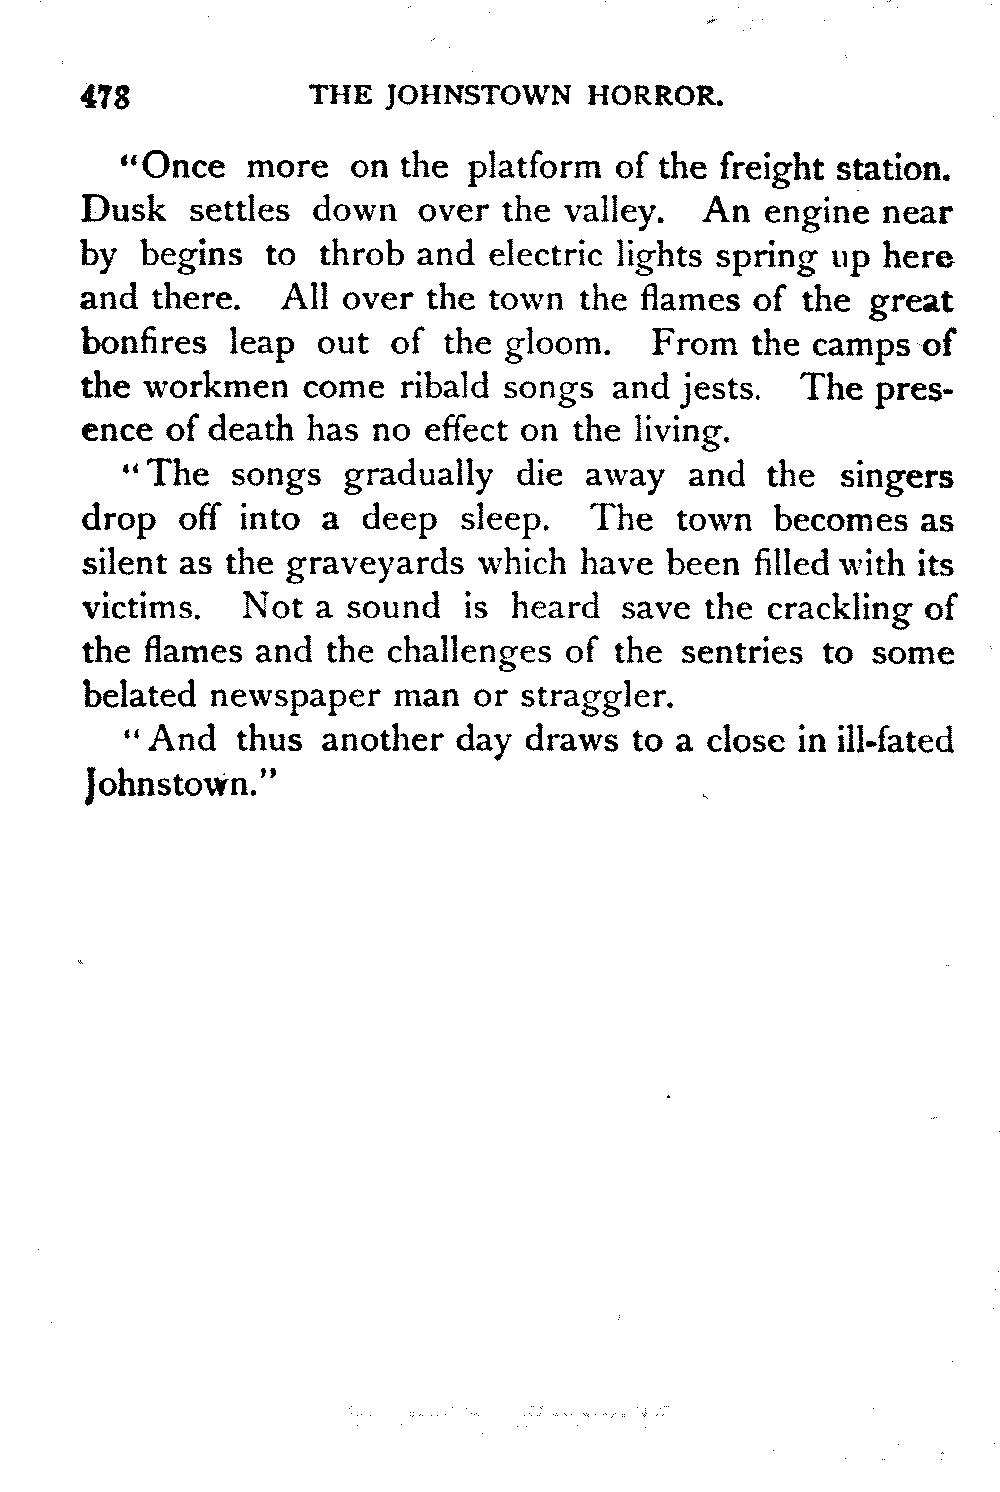 478 THE JOHNSTOWN HORROR.
"Once more on the platform of the freight station.
Dusk settles down over the valley. An engine near
by begins to throb and electric lights spring up here
and there. All over the town the flames of the great
bonfires leap out of the gloom. From the camps of
the workmen come ribald songs and jests. The pres-
ence of death has no effect on the living.
"The songs gradually die away and the singers
drop off into a deep sleep. The town becomes as
silent as the graveyards which have been filled with its
victims. Not a sound is heard save the crackling of
the flames and the challenges of the sentries to some
belated newspaper man or straggler.
"And thus another day draws to a close in ill-fated
Johnstown."